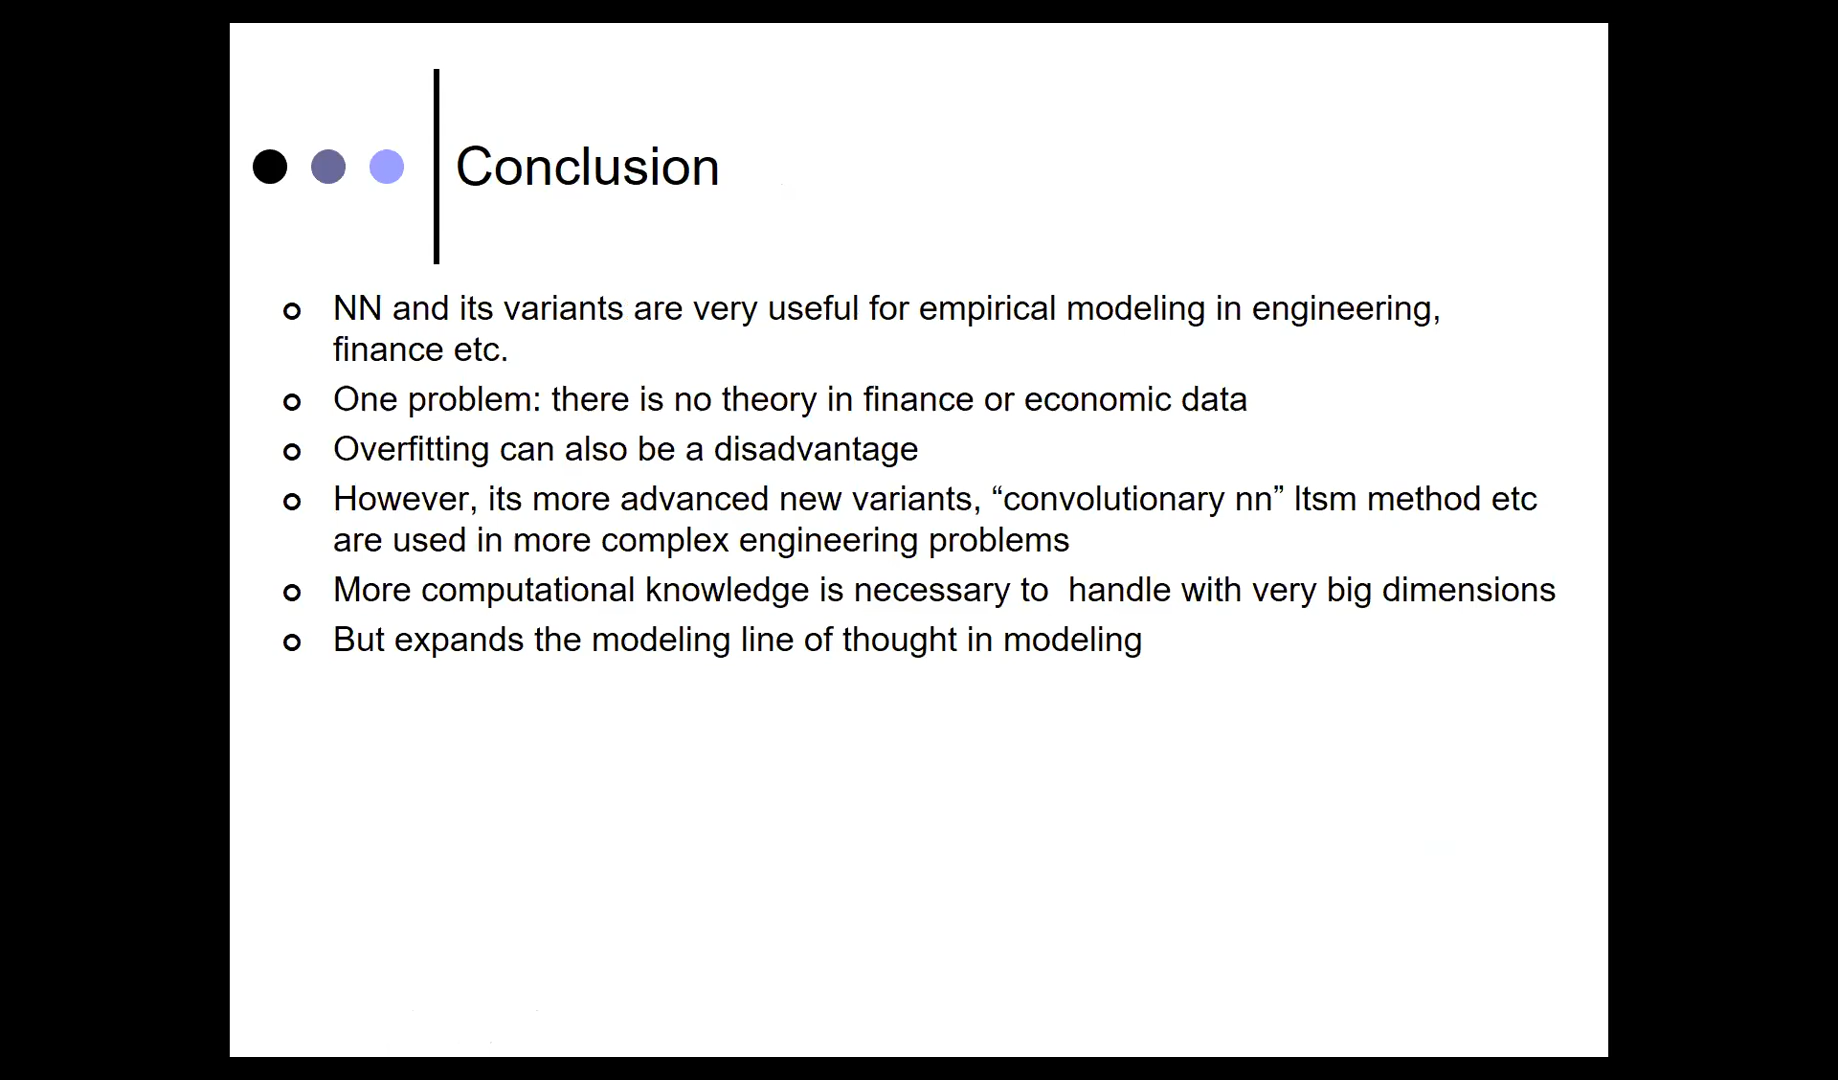 Conclusion
NN and its variants are very useful for empirical modeling in engineering,
finance etc.
One problem: there is no theory in finance or economic data
Overfitting can also be a disadvantage
However, its more advanced new variants, “convolutionary nn” ltsm method etc
are used in more complex engineering problems
More computational knowledge is necessary to  handle with very big dimensions
But expands the modeling line of thought in modeling